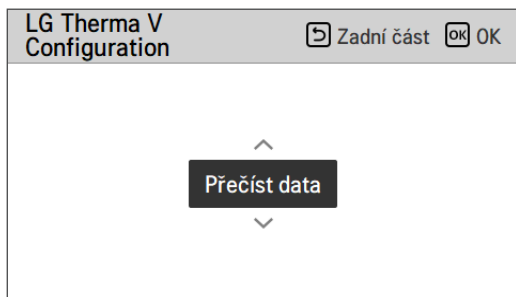 LG Therma V
Configuration
Zadní část OK OK
Přečíst data